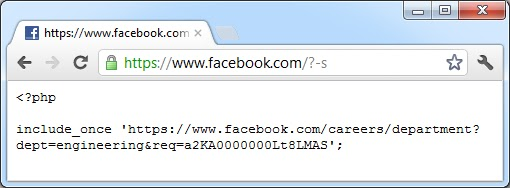 https://www.facebook.com
https://www.facebook.com/?-s
<?php
include_once 'https://www.facebook.com/careers/department?
dept=engineering&req=a2KA0000000Lt8LMAS';